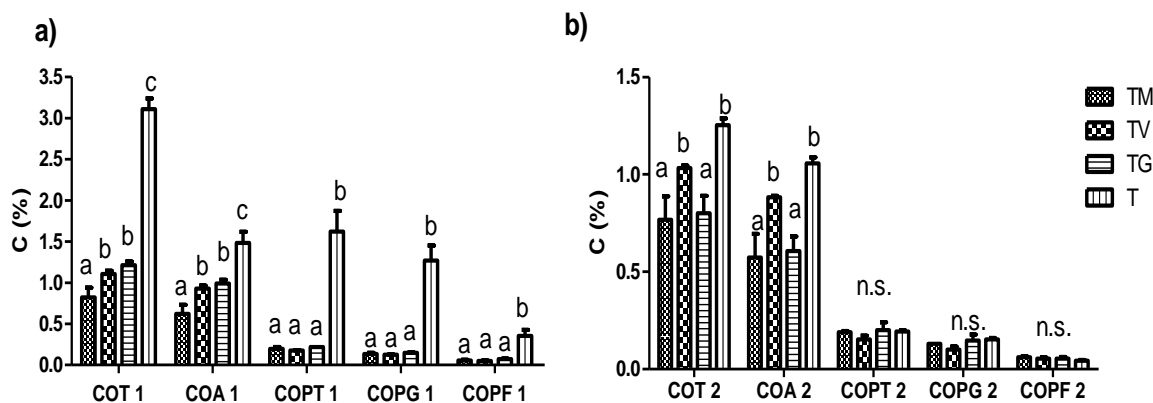 a)
C (%)
3.5
3.0
2.5
2.0
1.5
1.0
0.5
0.0
a b b c
a b b c
a a a b
a a a b
a a a b
COT 1 COA 1 COPT 1 COPG 1 COPF 1
b)
C (%)
1.5
1.0
0.5
0.0
a b a b
a b a b
n.s.
n.s.
n.s.
COT 2 COA 2 COPT 2 COPG 2 COPF 2
TM
TV
TG
T